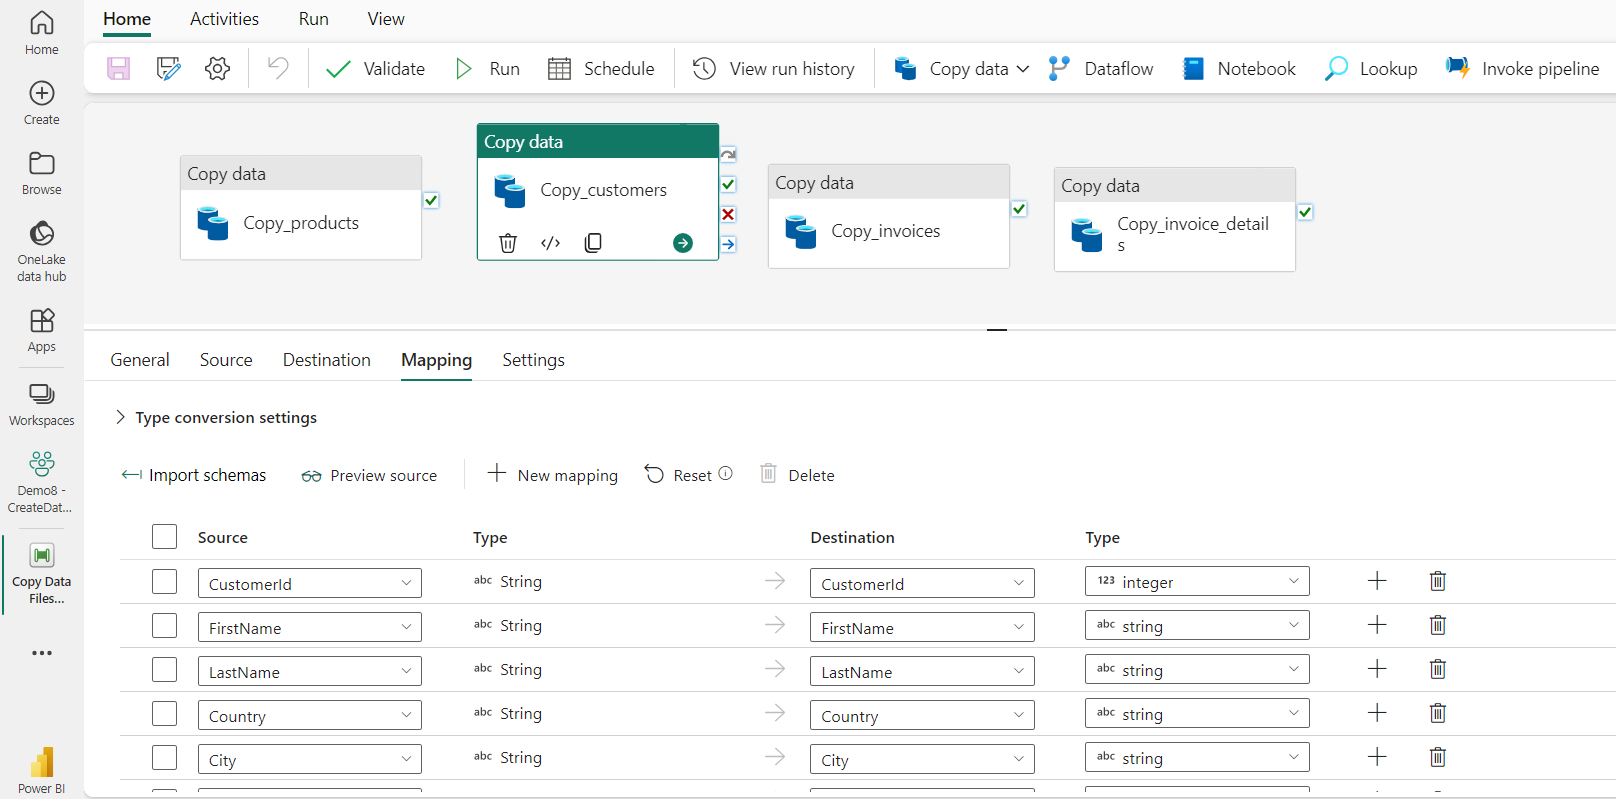 Home
Create
Browse
OneLake
data hub
Apps
Workspaces
Demo8 -
CreateDat...
Copy Data
Files...
Power BI
Home Activities Run View
Validate Run Schedule View run history Copy data Dataflow Notebook Lookup Invoke pipeline
Copy data
Copy_products
Copy data
Copy_customers
Copy data
Copy_invoices
Copy data
Copy_invoice_detail
s
General Source Destination Mapping Settings
Type conversion settings
Import schemas Preview source New mapping Reset Delete
Source Type Destination Type
CustomerId abc String CustomerId 123 integer
FirstName abc String FirstName abc string
LastName abc String LastName abc string
Country abc String Country abc string
City abc String City abc string